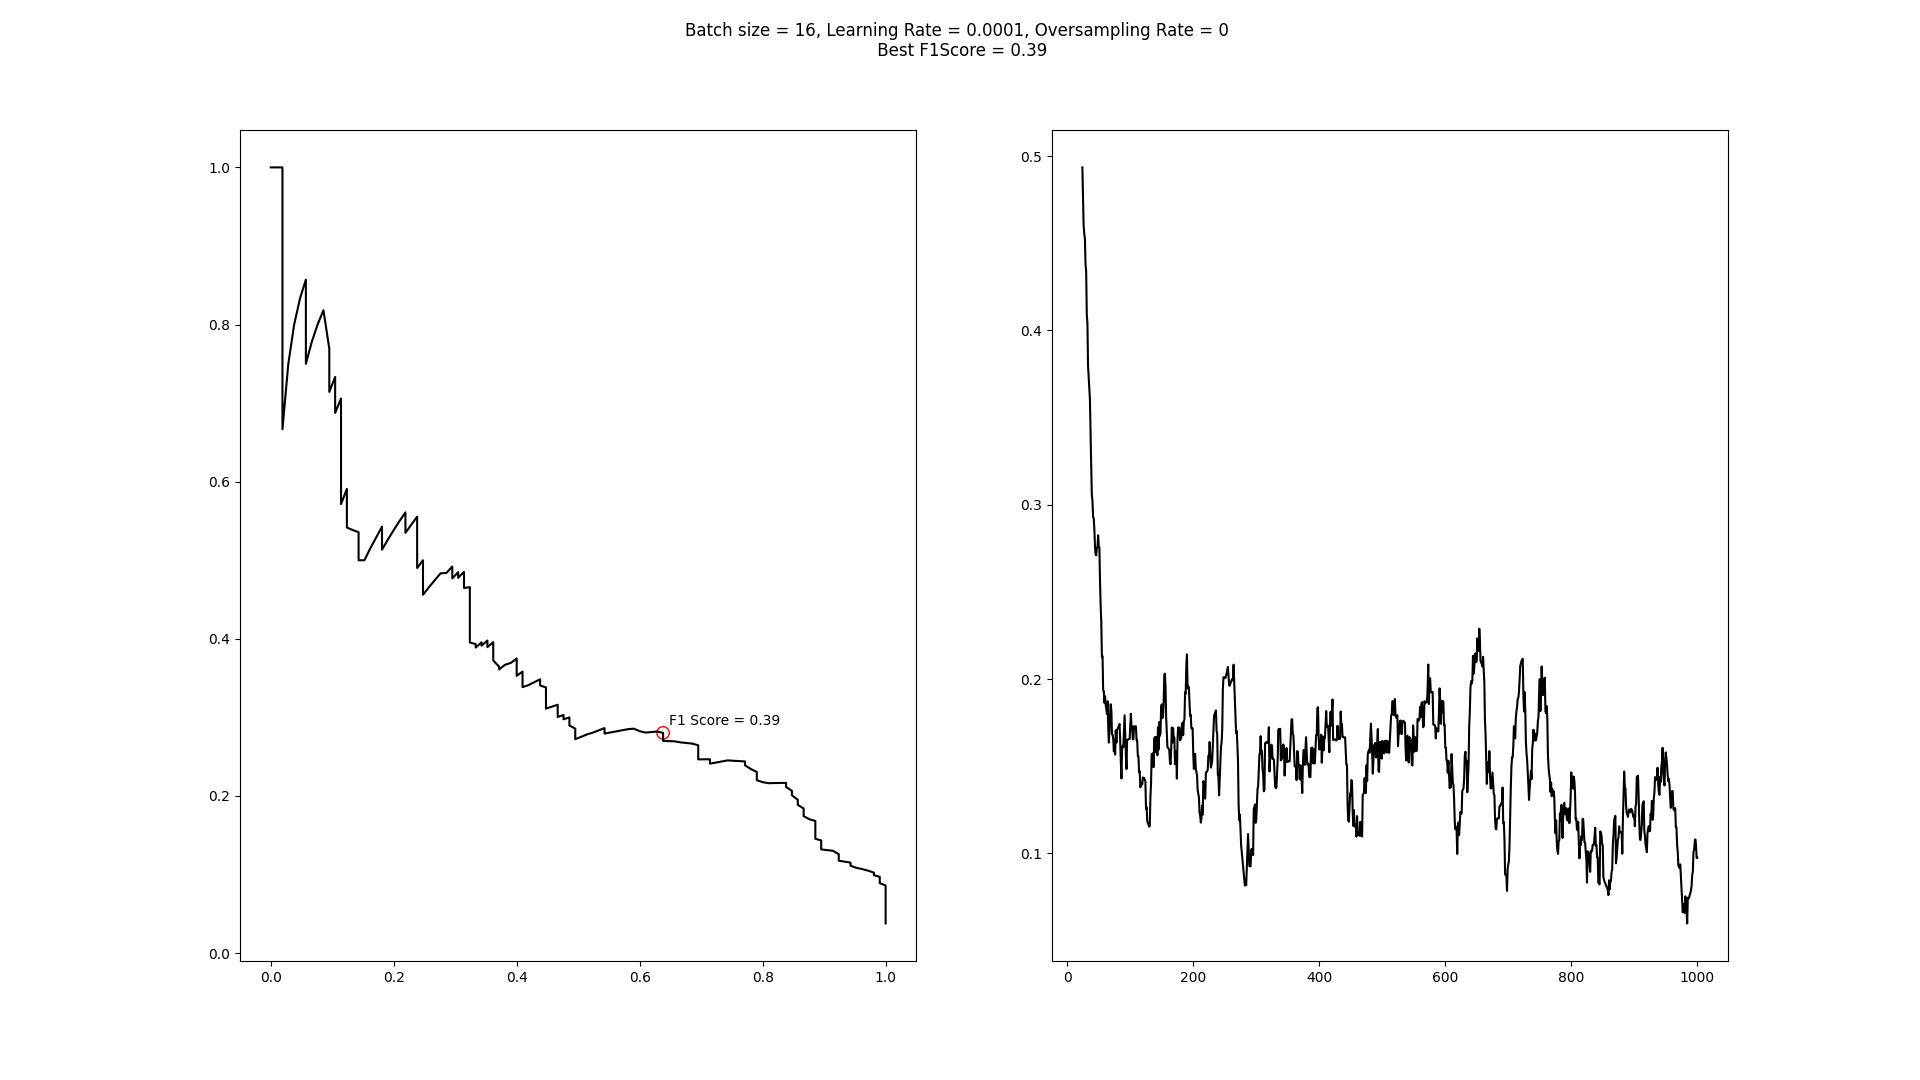 Batch size = 16, Learning Rate = 0.0001, Oversampling Rate = 0
Best F1Score = 0.39
1.0
0.8
0.6
0.4
0.2
0.0
F1 Score = 0.39
0.0 0.2 0.4 0.6 0.8 1.0
0.5
0.4
0.3
0.2
0.1
0 200 400 600 800 1000